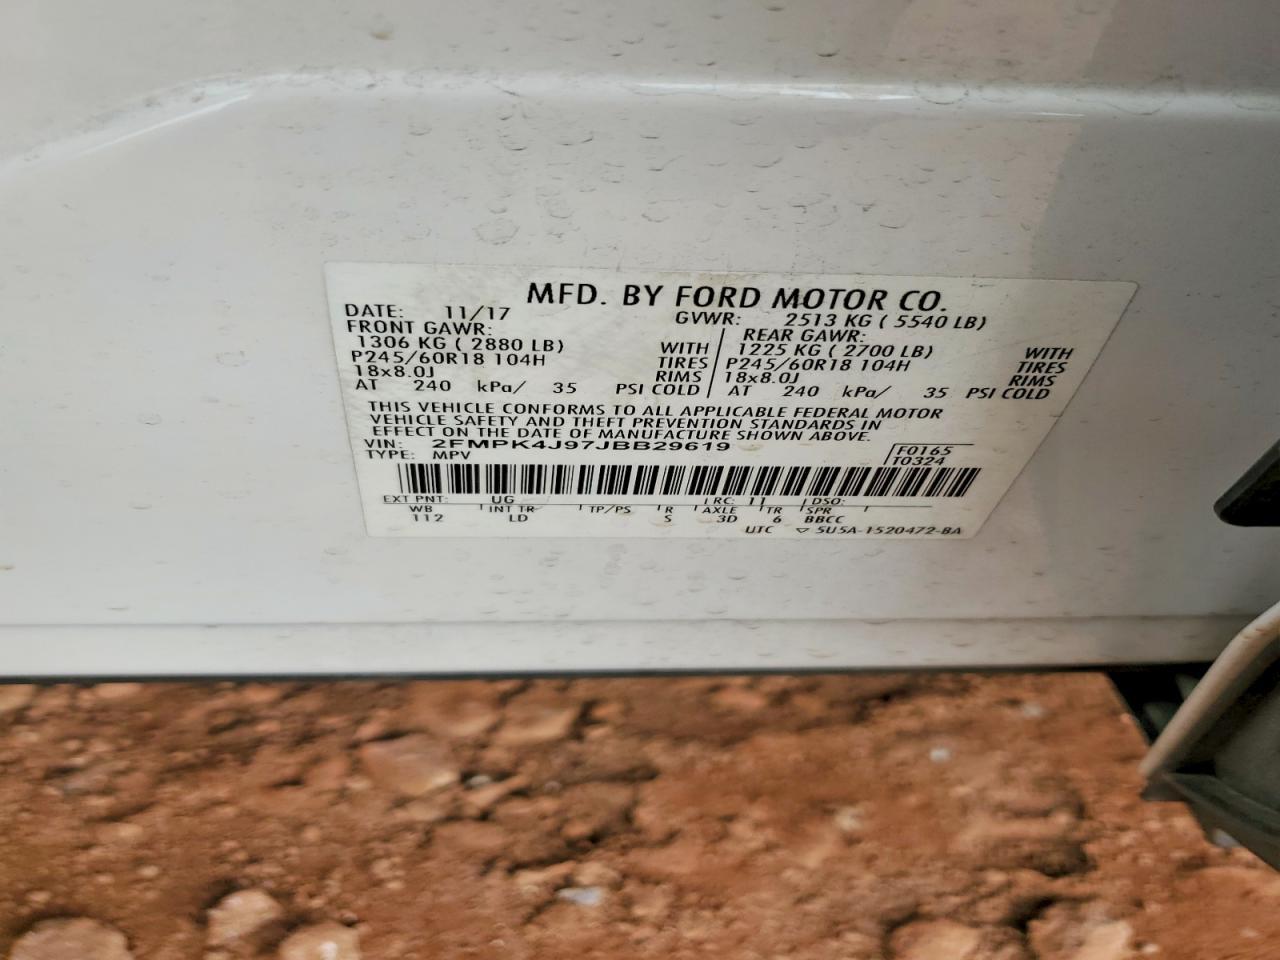 MFD. BY FORD MOTOR CO.
DATE: 11/17 GVWR: 2513 KG ( 5540 LB)
FRONT GAWR: REAR GAWR:
1306 KG ( 2880 LB) WITH 1225 KG ( 2700 LB) WITH
P245/60R18 104H TIRES P245/60R18 104H TIRES
18x8.0J RIMS 18x8.0J RIMS
AT 240 kPa/ 35 PSI COLD AT 240 kPa/ 35 PSI COLD
THIS VEHICLE CONFORMS TO ALL APPLICABLE FEDERAL MOTOR
VEHICLE SAFETY AND THEFT PREVENTION STANDARDS IN
EFFECT ON THE DATE OF MANUFACTURE SHOWN ABOVE.
VIN: 2FMPK4J97JBB29619 F0165
TYPE: MPV T0324
EXT PNT: UG RC: 11 DSO:
WB INT TR TP/PS R AXLE TR SPR
112 LD S 3D 6 BBCC
UTC ▽ 5U5A-1520472-BA